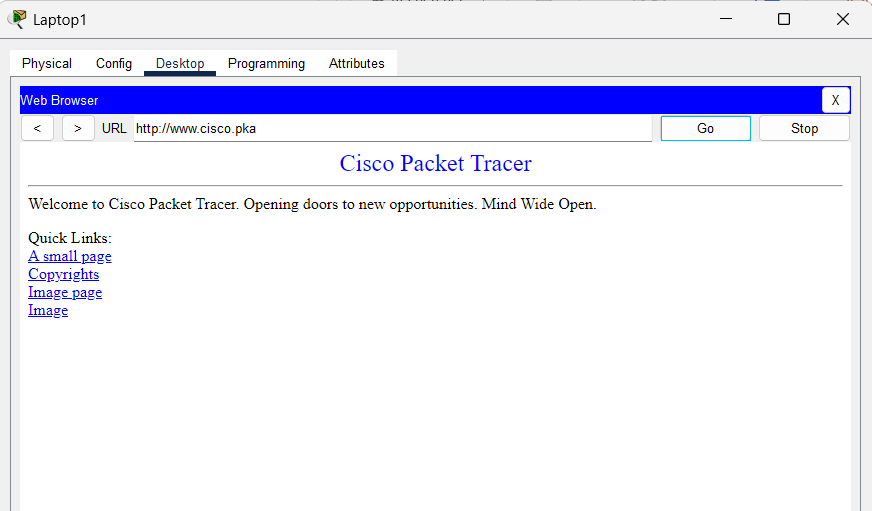 Laptop1
Physical Config Desktop Programming Attributes
Web Browser X
< > URL http://www.cisco.pka Go Stop
Cisco Packet Tracer
Welcome to Cisco Packet Tracer. Opening doors to new opportunities. Mind Wide Open.
Quick Links:
A small page
Copyrights
Image page
Image